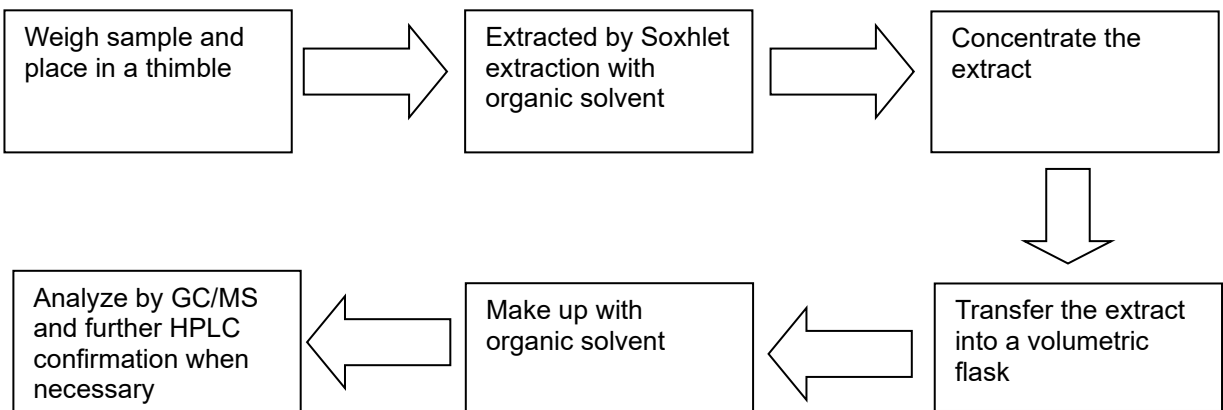 Weigh sample and
place in a thimble
Extracted by Soxhlet
extraction with
organic solvent
Concentrate the
extract
Transfer the extract
into a volumetric
flask
Make up with
organic solvent
Analyze by GC/MS
and further HPLC
confirmation when
necessary